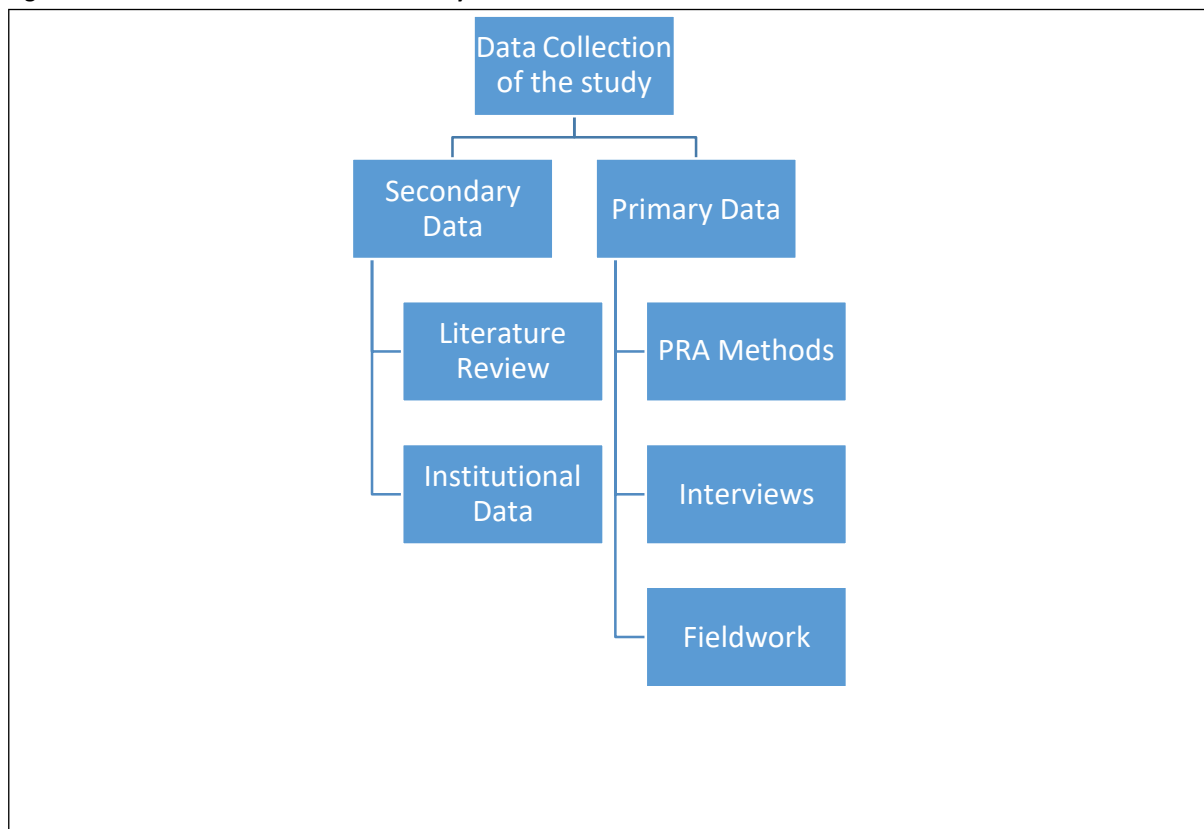 Data Collection
of the study
Secondary
Data
Primary Data
Literature
Review
PRA Methods
Institutional
Data
Interviews
Fieldwork